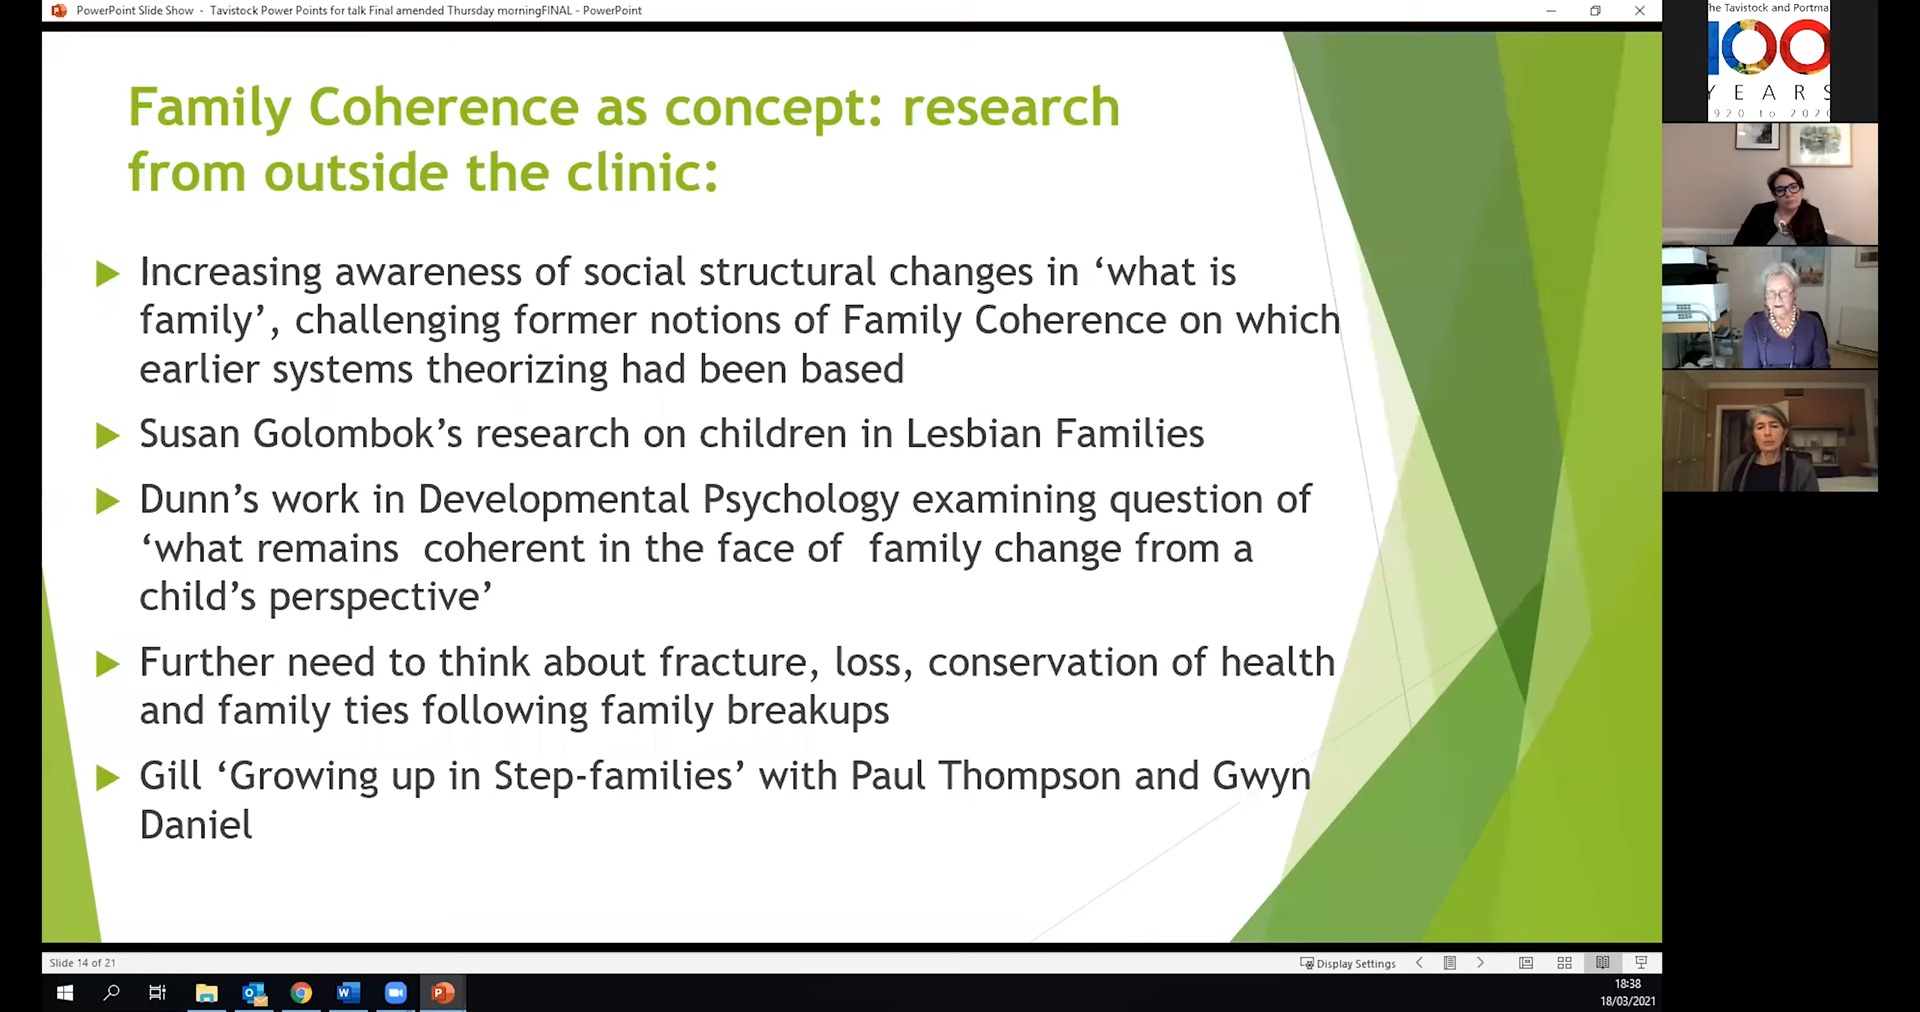 PowerPoint Slide Show - Tavistock Power Points for talk Final amended Thursday morningFINAL - PowerPoint
Family Coherence as concept: research
from outside the clinic:
Increasing awareness of social structural changes in ‘what is
family’, challenging former notions of Family Coherence on which
earlier systems theorizing had been based
Susan Golombok’s research on children in Lesbian Families
Dunn’s work in Developmental Psychology examining question of
‘what remains coherent in the face of family change from a
child’s perspective’
Further need to think about fracture, loss, conservation of health
and family ties following family breakups
Gill ‘Growing up in Step-families’ with Paul Thompson and Gwyn
Daniel
The Tavistock and Portma
100
YEARS
920 to 2020
Slide 14 of 21
Display Settings
18:38
18/03/2021